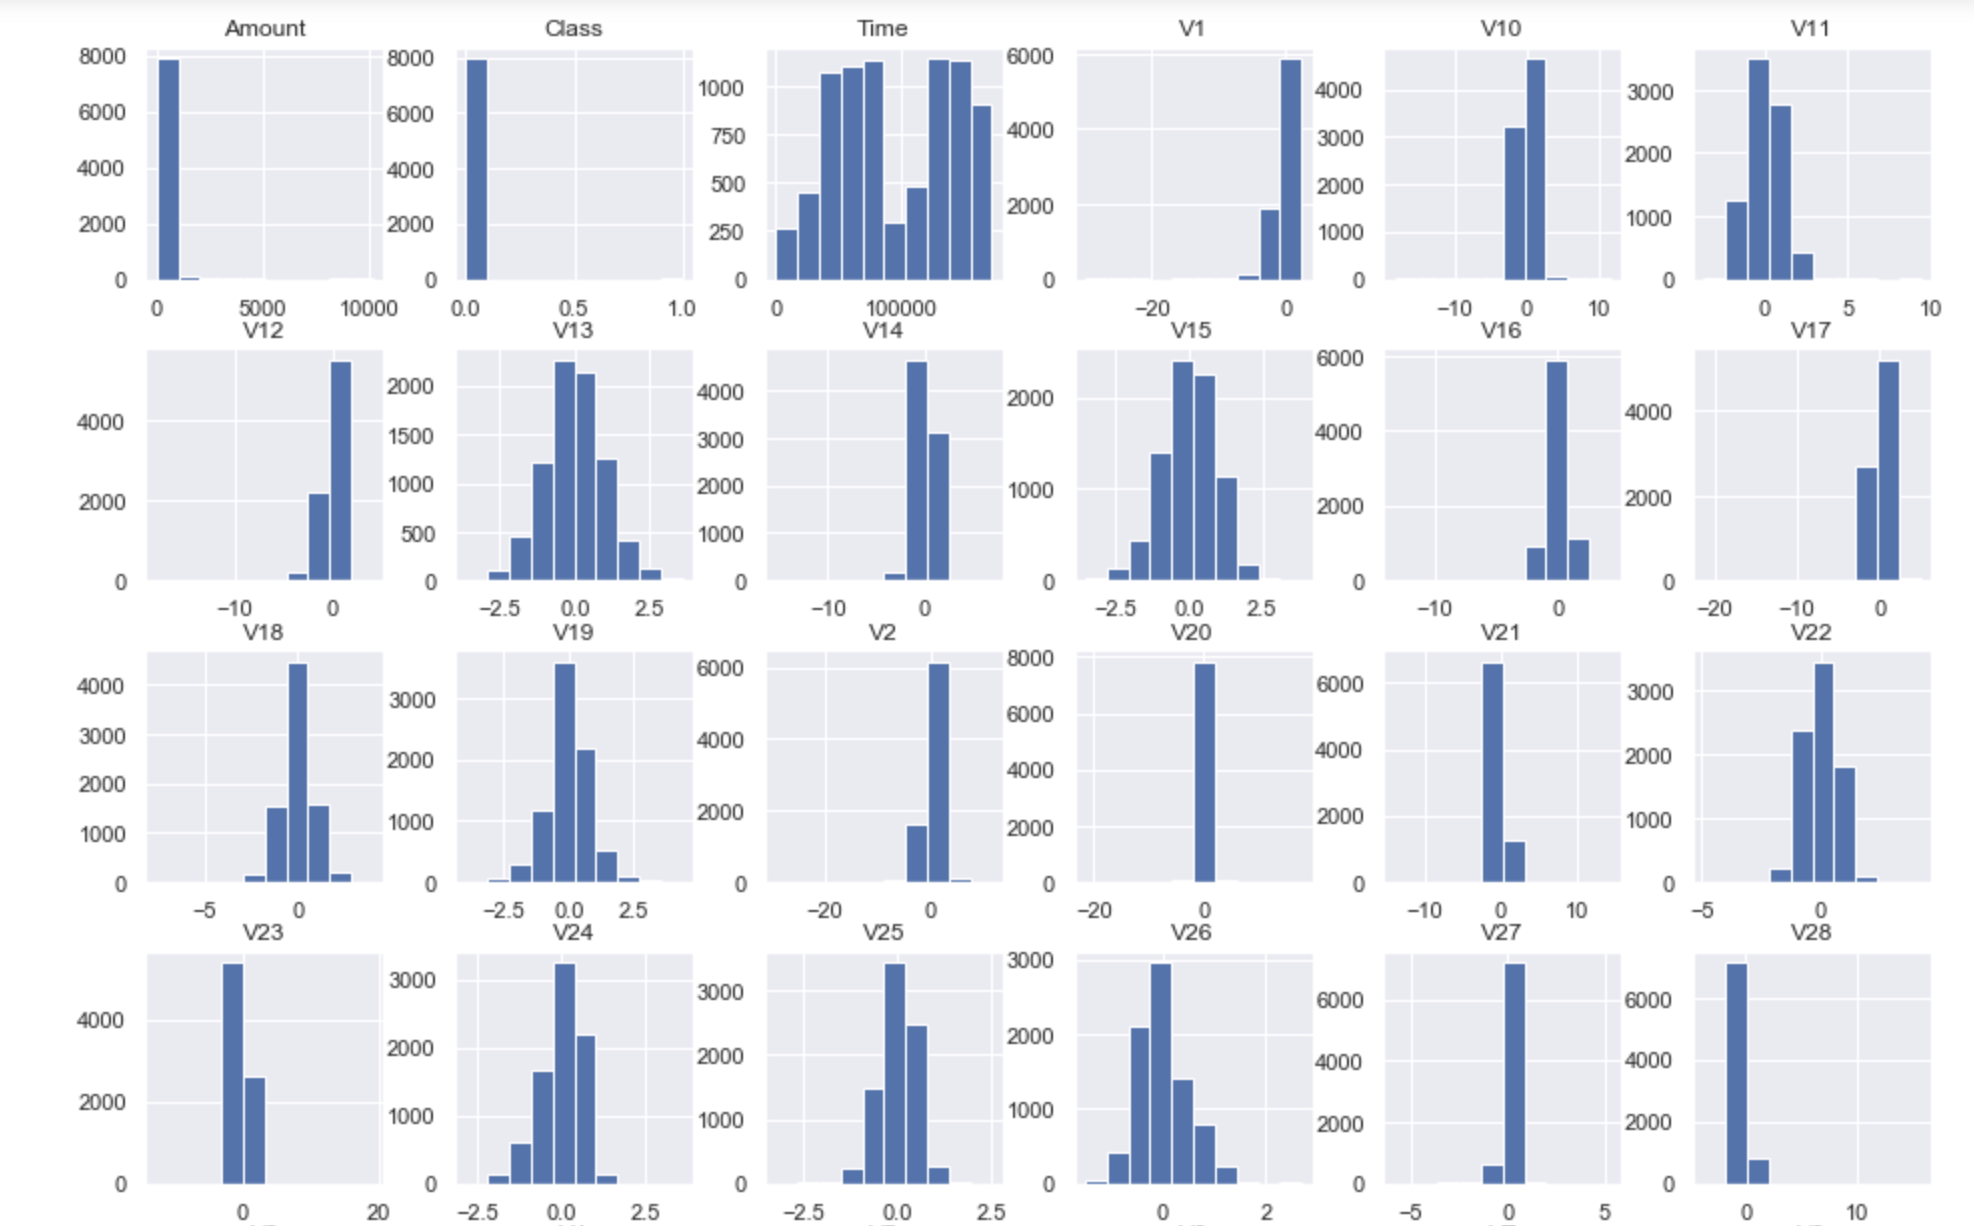 Amount Class Time V1 V10 V11
8000 8000 1000 6000 4000 3000
6000 6000 750 4000 3000 2000
4000 4000 500 2000 2000 1000
2000 2000 250 0 1000 0
0 0 0 0
0 5000 10000 0.0 0.5 1.0 0 100000 −20 0 −10 0 10 0 5 10
V12 V13 V14 V15 V16 V17
4000 2000 4000 2000 6000 4000
2000 1500 3000 1000 4000 2000
0 1000 2000 0 2000 0
500 1000 0
0 0
−10 0 −2.5 0.0 2.5 −10 0 −2.5 0.0 2.5 −10 0 −20 −10 0
V18 V19 V2 V20 V21 V22
4000 3000 6000 8000 6000 3000
3000 2000 4000 6000 4000 2000
2000 1000 2000 4000 2000 1000
1000 0 0 2000 0 0
0 0
−5 0 −2.5 0.0 2.5 −20 0 −20 0 −10 0 10 −5 0
V23 V24 V25 V26 V27 V28
4000 3000 3000 3000 6000 6000
2000 2000 2000 2000 4000 4000
0 1000 1000 1000 2000 2000
0 0 0 0 0
0 20 −2.5 0.0 2.5 −2.5 0.0 2.5 0 2 −5 0 5 0 10